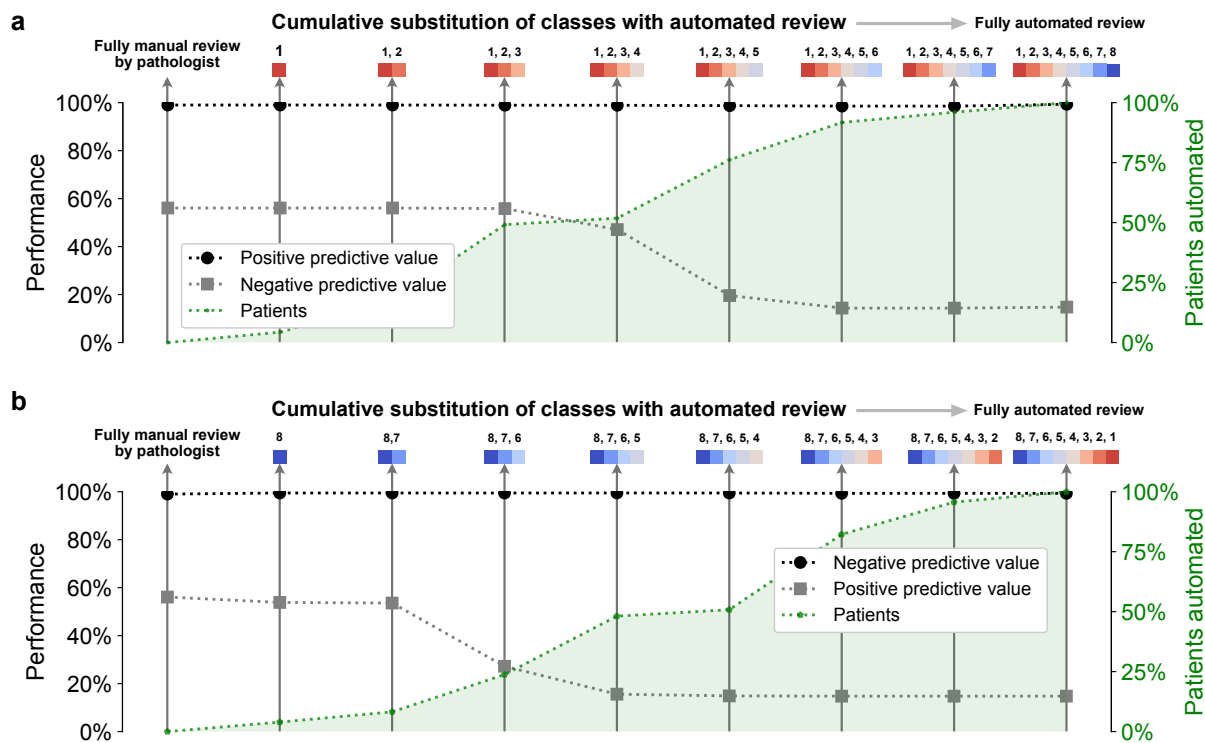 a
Cumulative substitution of classes with automated review
Fully automated review
Fully manual review
by pathologist
1
1, 2
1, 2, 3
1, 2, 3, 4
1, 2, 3, 4, 5
1, 2, 3, 4, 5, 6
1, 2, 3, 4, 5, 6, 7
1, 2, 3, 4, 5, 6, 7, 8
100%
80%
60%
40%
20%
0%
Performance
Positive predictive value
Negative predictive value
Patients
100%
75%
50%
25%
0%
Patients automated
b
Cumulative substitution of classes with automated review
Fully automated review
Fully manual review
by pathologist
8
8,7
8, 7, 6
8, 7, 6, 5
8, 7, 6, 5, 4
8, 7, 6, 5, 4, 3
8, 7, 6, 5, 4, 3, 2
8, 7, 6, 5, 4, 3, 2, 1
100%
80%
60%
40%
20%
0%
Performance
Negative predictive value
Positive predictive value
Patients
100%
75%
50%
25%
0%
Patients automated